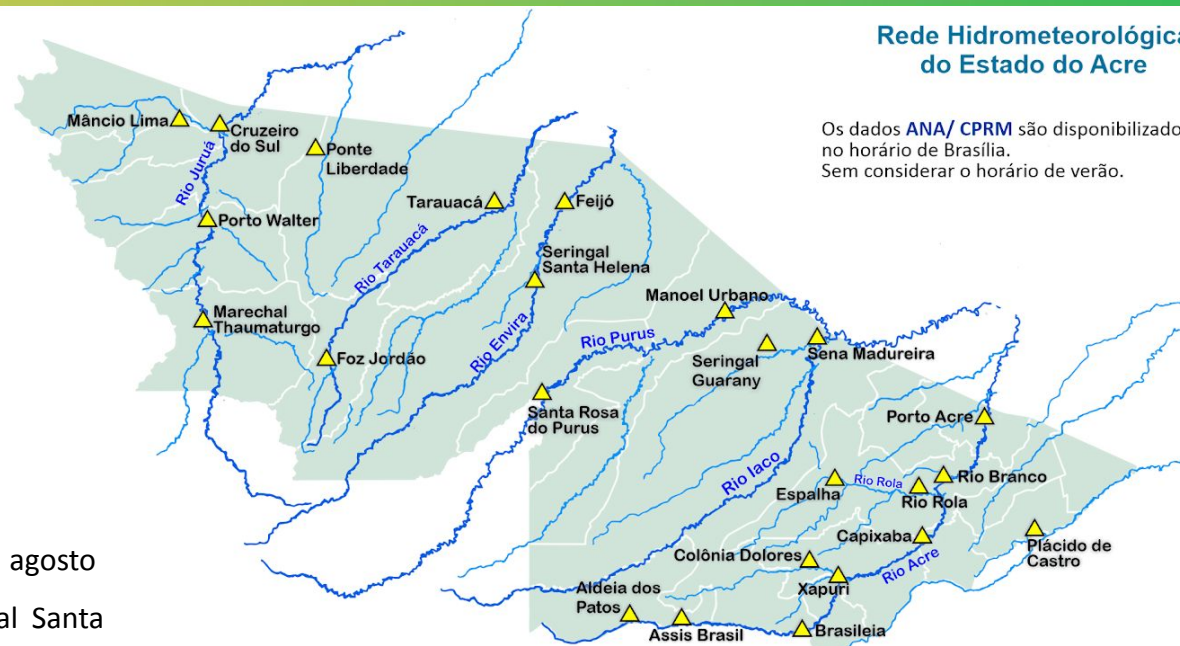 Rede Hidrometeorológica
do Estado do Acre
Os dados ANA/ CPRM são disponibilizado
no horário de Brasília.
Sem considerar o horário de verão.
Mâncio Lima
Cruzeiro
do Sul
Ponte
Liberdade
Rio Juruá
Porto Walter
Tarauacá
Feijó
Rio Tarauacá
Seringal
Santa Helena
Marechal
Thaumaturgo
Foz Jordão
Rio Envira
Manoel Urbano
Rio Purus
Seringal
Guarany
Sena Madureira
Santa Rosa
do Purus
Porto Acre
Rio Iaco
Espalha
Rio Rola
Rio Rola
Rio Branco
Capixaba
Plácido de
Castro
Colônia Dolores
Rio Acre
Xapuri
Aldeia dos
Patos
Assis Brasil
Brasileia
agosto
al Santa